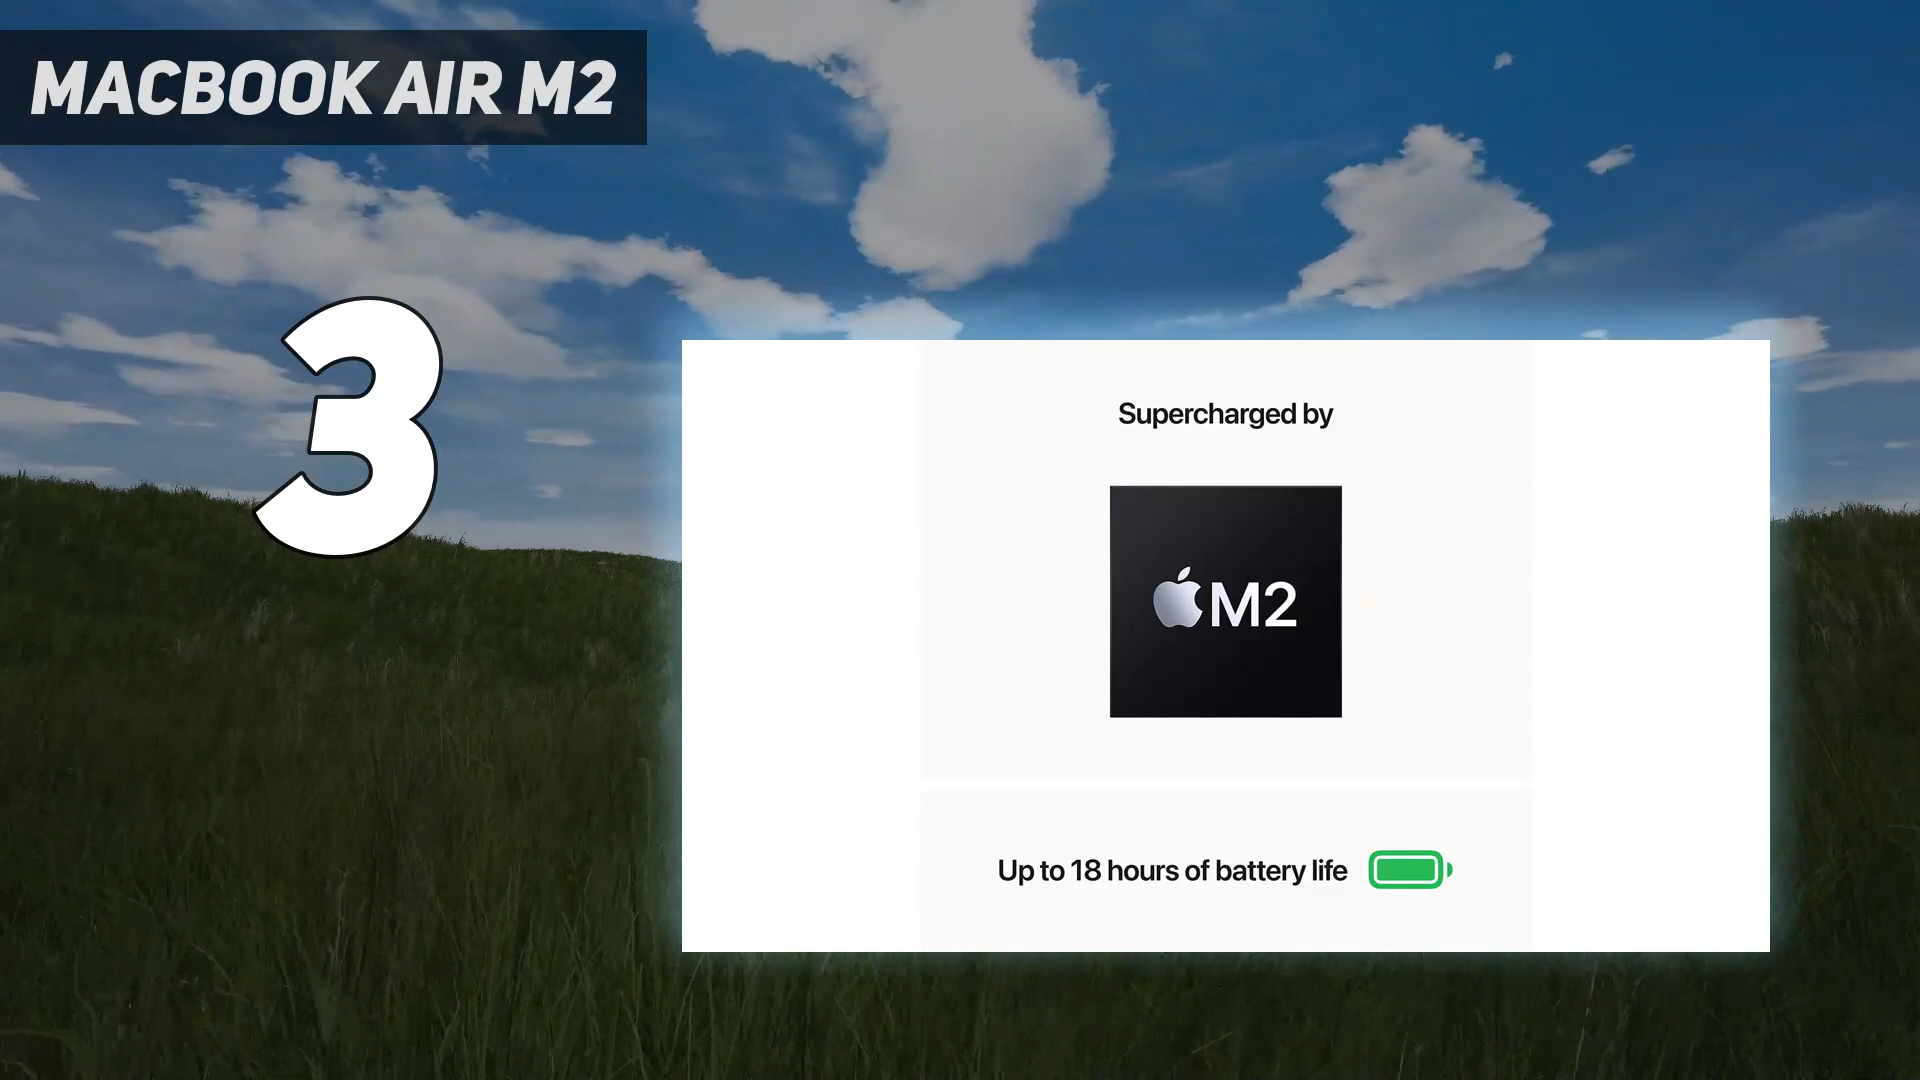 MACBOOK AIR M2
3
Supercharged by
M2
Up to 18 hours of battery life